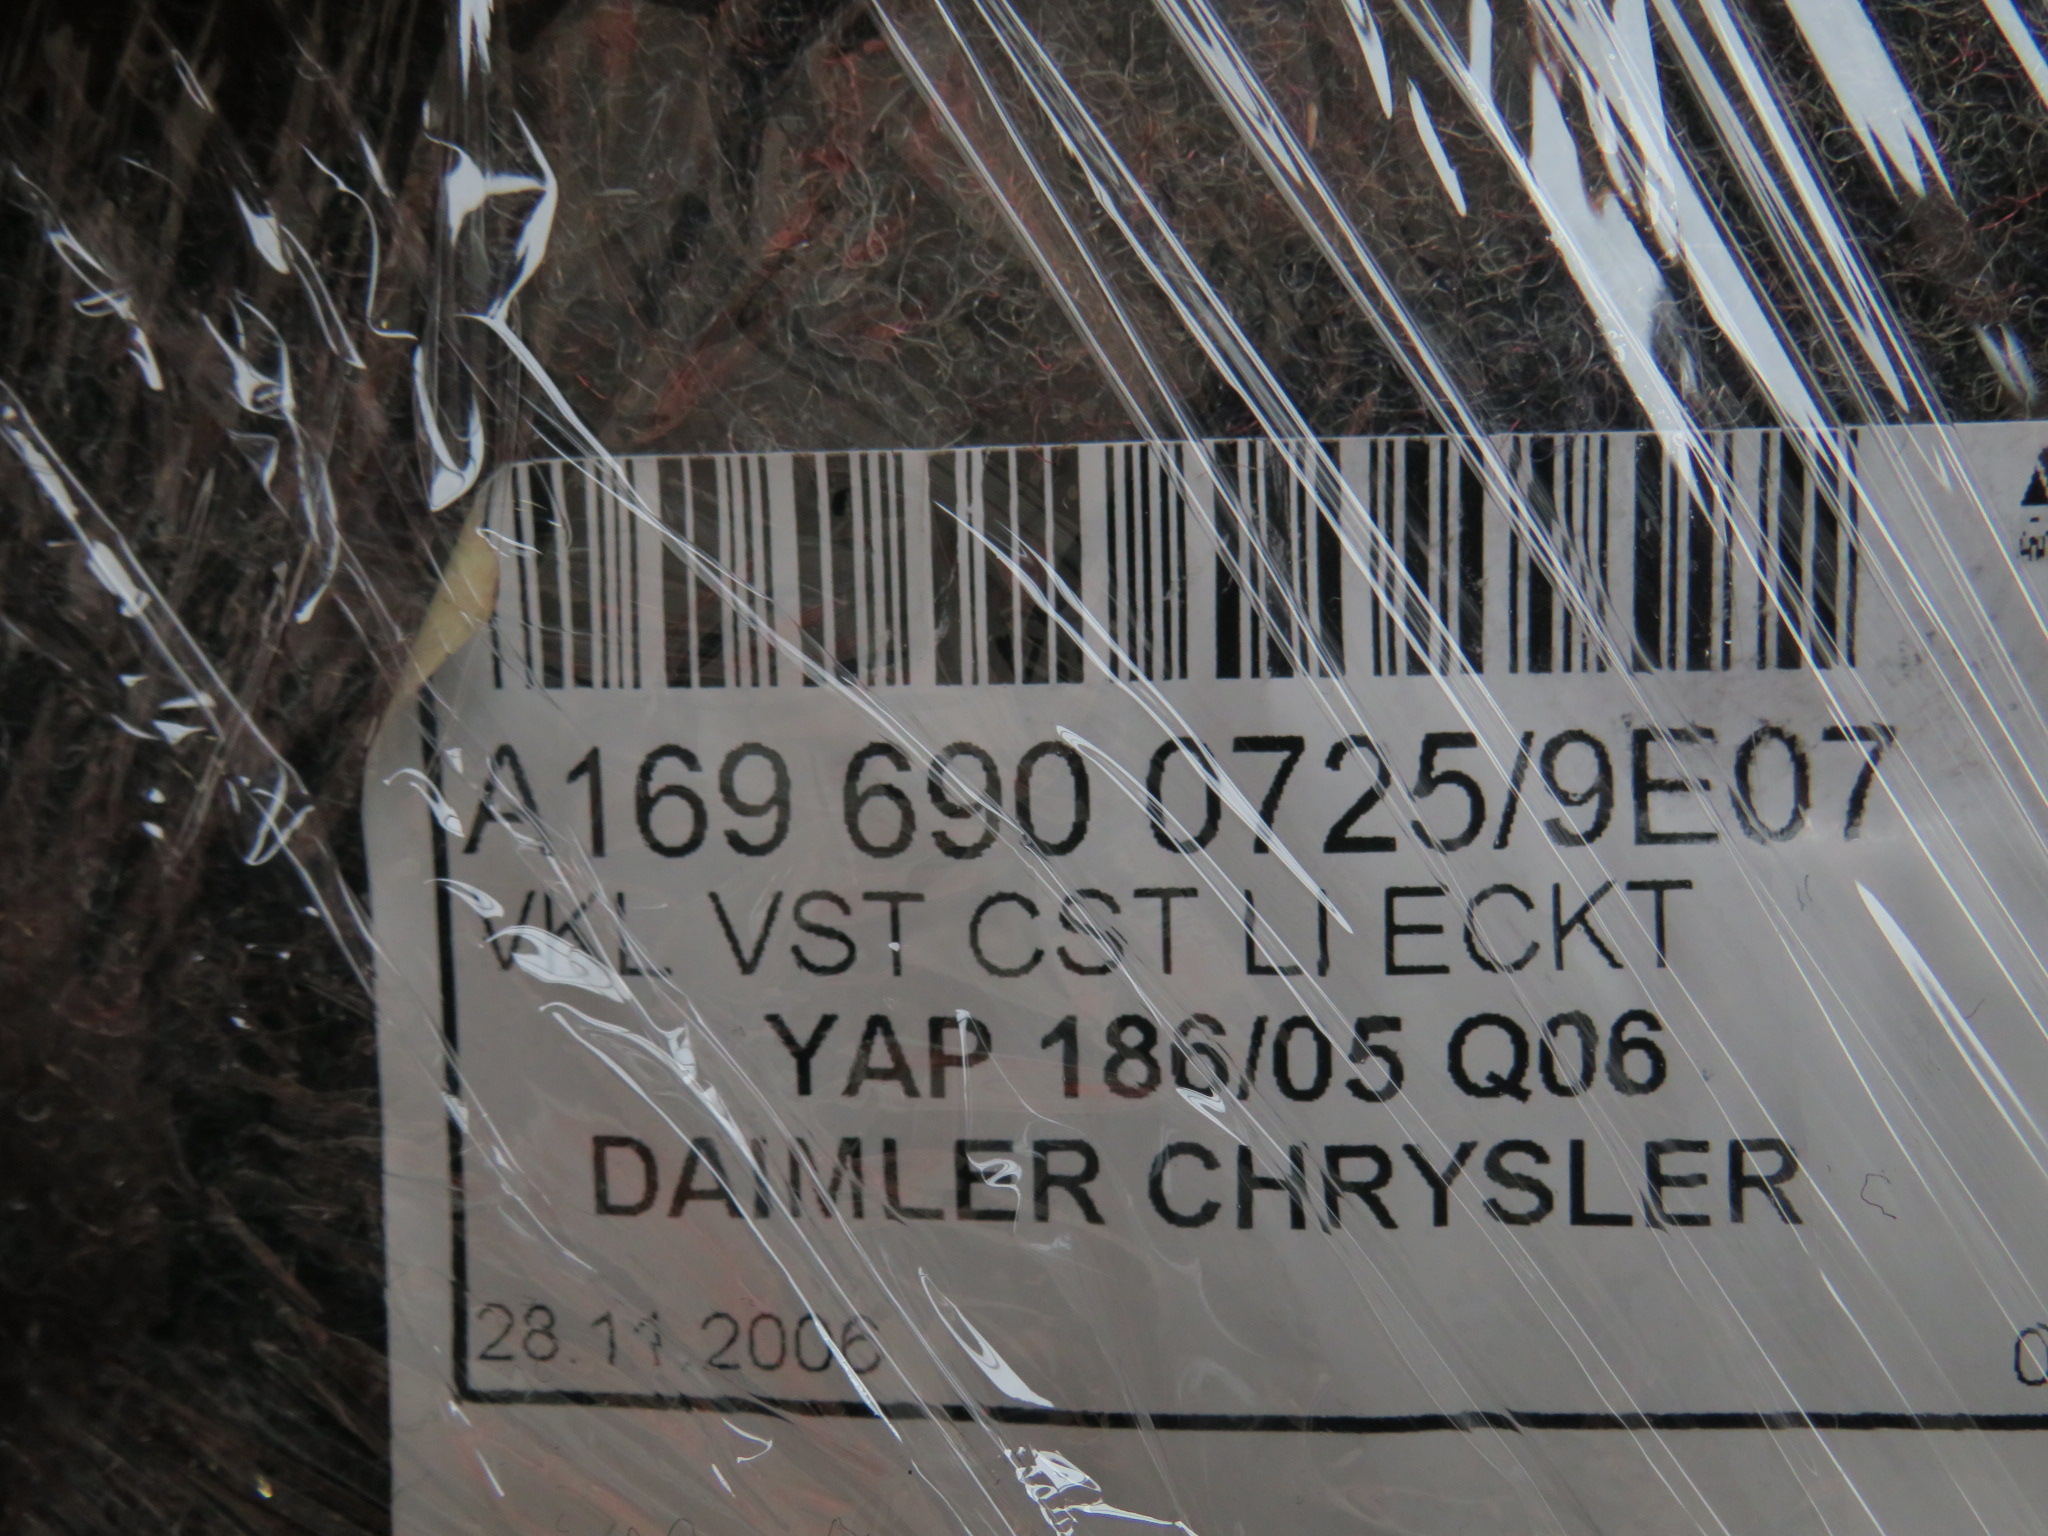 A169 690 0725/9E07
VKL VST CST LI ECKT
YAP 186/05 Q06
DAIMLER CHRYSLER
28.11.2006